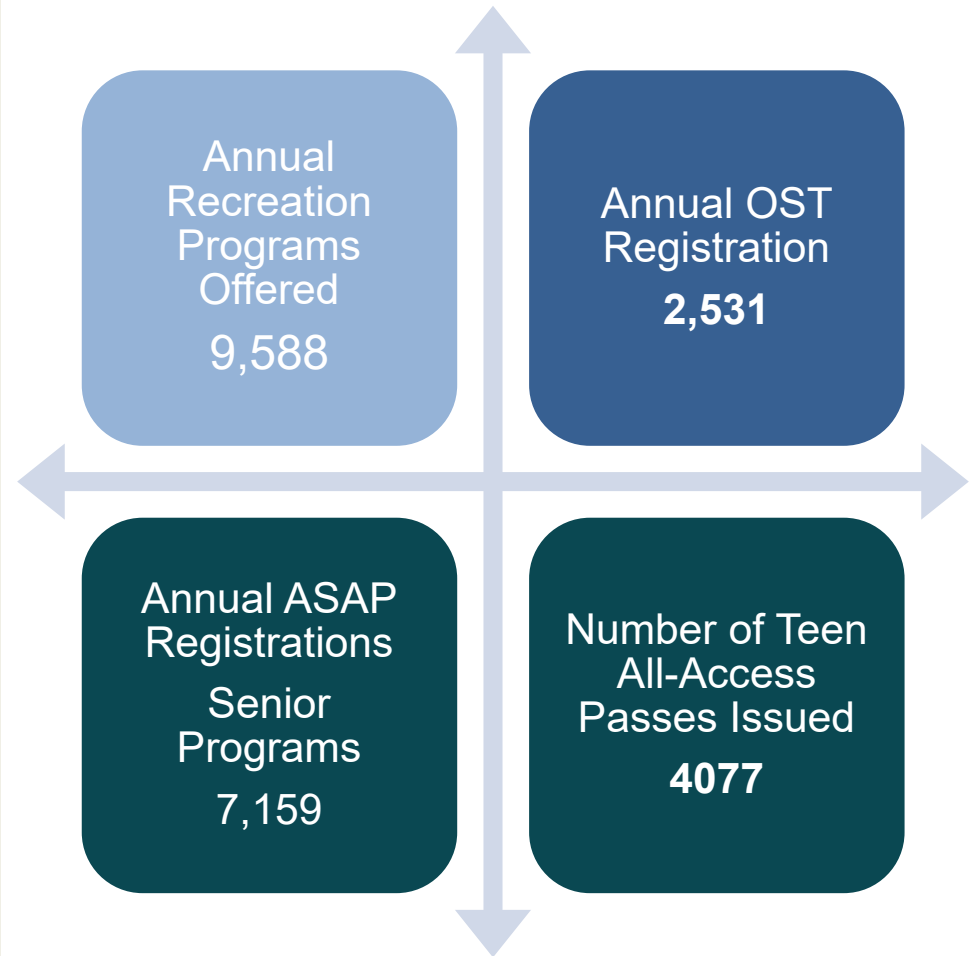 Annual
Recreation
Programs
Offered
9,588
Annual OST
Registration
2,531
Annual ASAP
Registrations
Senior
Programs
7,159
Number of Teen
All-Access
Passes Issued
4077